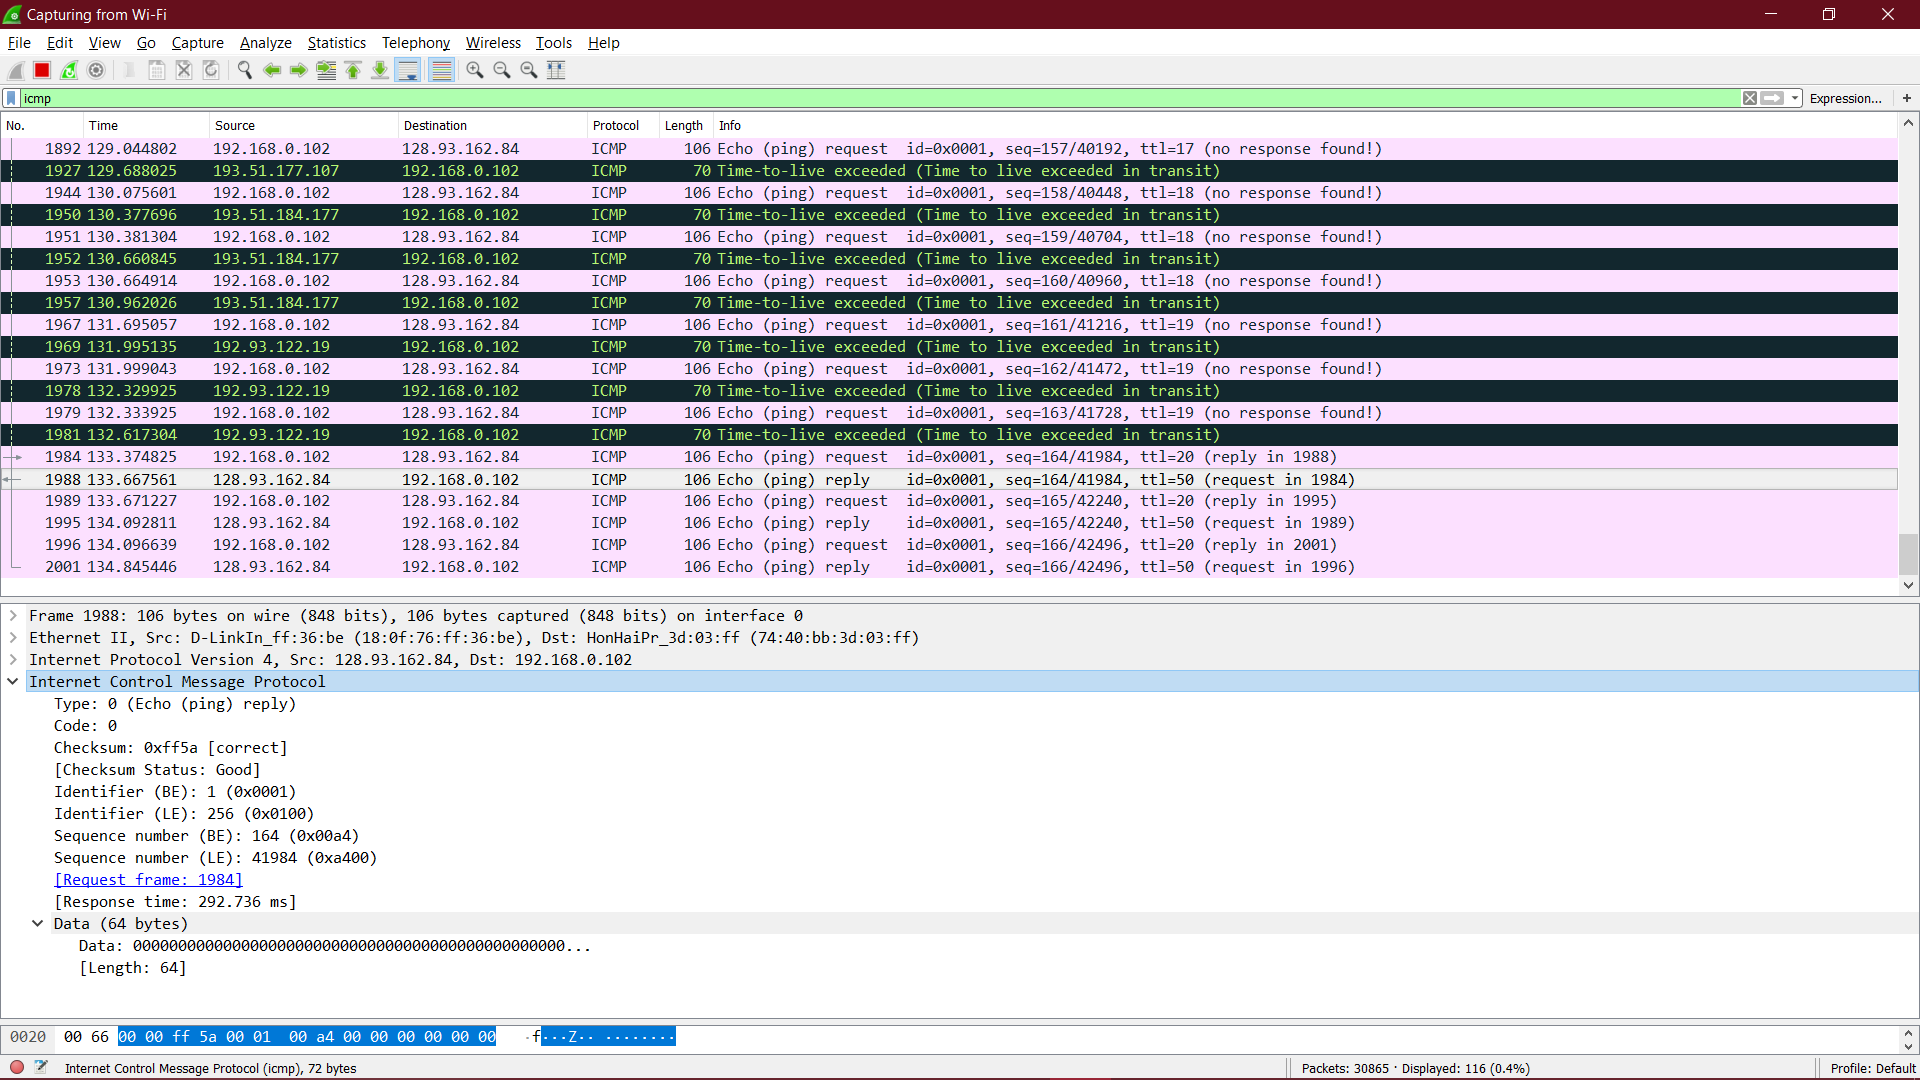 Capturing from Wi-Fi
File Edit View Go Capture Analyze Statistics Telephony Wireless Tools Help
icmp Expression... +
No. Time Source Destination Protocol Length Info
1892 129.044802 192.168.0.102 128.93.162.84 ICMP 106 Echo (ping) request id=0x0001, seq=157/40192, ttl=17 (no response found!)
1927 129.688025 193.51.177.107 192.168.0.102 ICMP 70 Time-to-live exceeded (Time to live exceeded in transit)
1944 130.075601 192.168.0.102 128.93.162.84 ICMP 106 Echo (ping) request id=0x0001, seq=158/40448, ttl=18 (no response found!)
1950 130.377696 193.51.184.177 192.168.0.102 ICMP 70 Time-to-live exceeded (Time to live exceeded in transit)
1951 130.381304 192.168.0.102 128.93.162.84 ICMP 106 Echo (ping) request id=0x0001, seq=159/40704, ttl=18 (no response found!)
1952 130.660845 193.51.184.177 192.168.0.102 ICMP 70 Time-to-live exceeded (Time to live exceeded in transit)
1953 130.664914 192.168.0.102 128.93.162.84 ICMP 106 Echo (ping) request id=0x0001, seq=160/40960, ttl=18 (no response found!)
1957 130.962026 193.51.184.177 192.168.0.102 ICMP 70 Time-to-live exceeded (Time to live exceeded in transit)
1967 131.695057 192.168.0.102 128.93.162.84 ICMP 106 Echo (ping) request id=0x0001, seq=161/41216, ttl=19 (no response found!)
1969 131.995135 192.93.122.19 192.168.0.102 ICMP 70 Time-to-live exceeded (Time to live exceeded in transit)
1973 131.999043 192.168.0.102 128.93.162.84 ICMP 106 Echo (ping) request id=0x0001, seq=162/41472, ttl=19 (no response found!)
1978 132.329925 192.93.122.19 192.168.0.102 ICMP 70 Time-to-live exceeded (Time to live exceeded in transit)
1979 132.333925 192.168.0.102 128.93.162.84 ICMP 106 Echo (ping) request id=0x0001, seq=163/41728, ttl=19 (no response found!)
1981 132.617304 192.93.122.19 192.168.0.102 ICMP 70 Time-to-live exceeded (Time to live exceeded in transit)
1984 133.374825 192.168.0.102 128.93.162.84 ICMP 106 Echo (ping) request id=0x0001, seq=164/41984, ttl=20 (reply in 1988)
1988 133.667561 128.93.162.84 192.168.0.102 ICMP 106 Echo (ping) reply id=0x0001, seq=164/41984, ttl=50 (request in 1984)
1989 133.671227 192.168.0.102 128.93.162.84 ICMP 106 Echo (ping) request id=0x0001, seq=165/42240, ttl=20 (reply in 1995)
1995 134.092811 128.93.162.84 192.168.0.102 ICMP 106 Echo (ping) reply id=0x0001, seq=165/42240, ttl=50 (request in 1989)
1996 134.096639 192.168.0.102 128.93.162.84 ICMP 106 Echo (ping) request id=0x0001, seq=166/42496, ttl=20 (reply in 2001)
2001 134.845446 128.93.162.84 192.168.0.102 ICMP 106 Echo (ping) reply id=0x0001, seq=166/42496, ttl=50 (request in 1996)
Frame 1988: 106 bytes on wire (848 bits), 106 bytes captured (848 bits) on interface 0
Ethernet II, Src: D-LinkIn_ff:36:be (18:0f:76:ff:36:be), Dst: HonHaiPr_3d:03:ff (74:40:bb:3d:03:ff)
Internet Protocol Version 4, Src: 128.93.162.84, Dst: 192.168.0.102
Internet Control Message Protocol
Type: 0 (Echo (ping) reply)
Code: 0
Checksum: 0xff5a [correct]
[Checksum Status: Good]
Identifier (BE): 1 (0x0001)
Identifier (LE): 256 (0x0100)
Sequence number (BE): 164 (0x00a4)
Sequence number (LE): 41984 (0xa400)
[Request frame: 1984]
[Response time: 292.736 ms]
Data (64 bytes)
Data: 000000000000000000000000000000000000000000000000...
[Length: 64]
0020 00 66 00 00 ff 5a 00 01 00 a4 00 00 00 00 00 00 ·f···Z·· ········
Internet Control Message Protocol (icmp), 72 bytes Packets: 30865 · Displayed: 116 (0.4%) Profile: Default